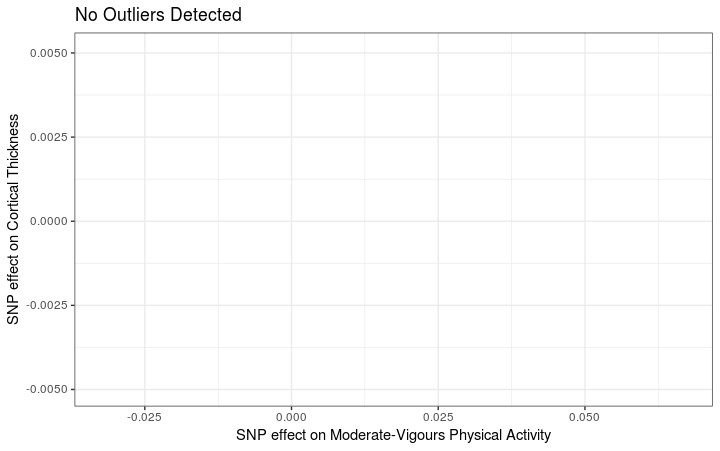 No Outliers Detected
0.0050
0.0025
0.0000
-0.0025
-0.0050
SNP effect on Cortical Thickness
-0.025 0.000 0.025 0.050
SNP effect on Moderate-Vigours Physical Activity